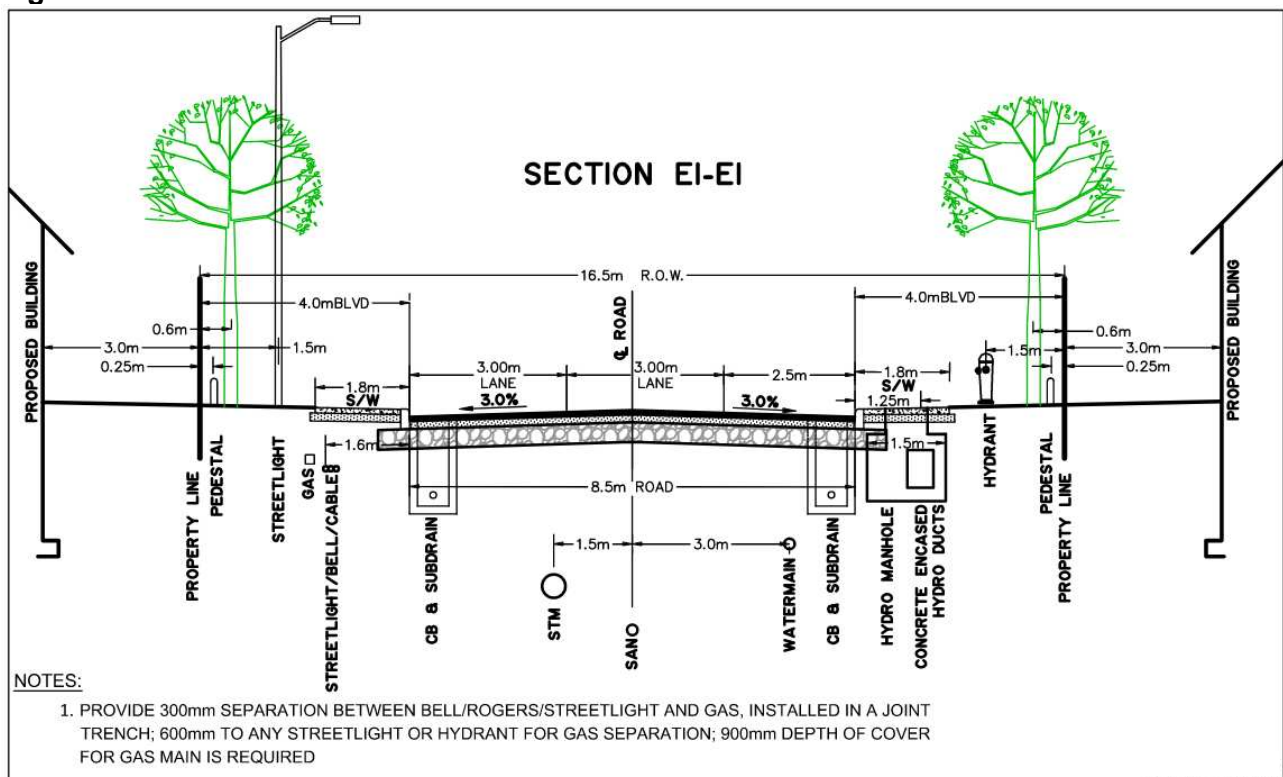 SECTION EI-EI
16.5m R.O.W.
4.0mBLVD
℄ ROAD
4.0mBLVD
PROPOSED BUILDING
0.6m
3.0m
1.5m
0.25m
3.00m
LANE
3.00m
LANE
2.5m
1.8m
S/W
3.0%
3.0%
1.8m
S/W
1.25m
0.6m
1.5m
3.0m
0.25m
PROPOSED BUILDING
1.6m
1.5m
8.5m ROAD
PROPERTY LINE
PEDESTAL
STREETLIGHT
GAS
STREETLIGHT/BELL/CABLE
CB & SUBDRAIN
1.5m
3.0m
STM
SAN
WATERMAIN
CB & SUBDRAIN
HYDRO MANHOLE
CONCRETE ENCASED
HYDRO DUCTS
HYDRANT
PEDESTAL
PROPERTY LINE
NOTES:
1. PROVIDE 300mm SEPARATION BETWEEN BELL/ROGERS/STREETLIGHT AND GAS, INSTALLED IN A JOINT
TRENCH; 600mm TO ANY STREETLIGHT OR HYDRANT FOR GAS SEPARATION; 900mm DEPTH OF COVER
FOR GAS MAIN IS REQUIRED